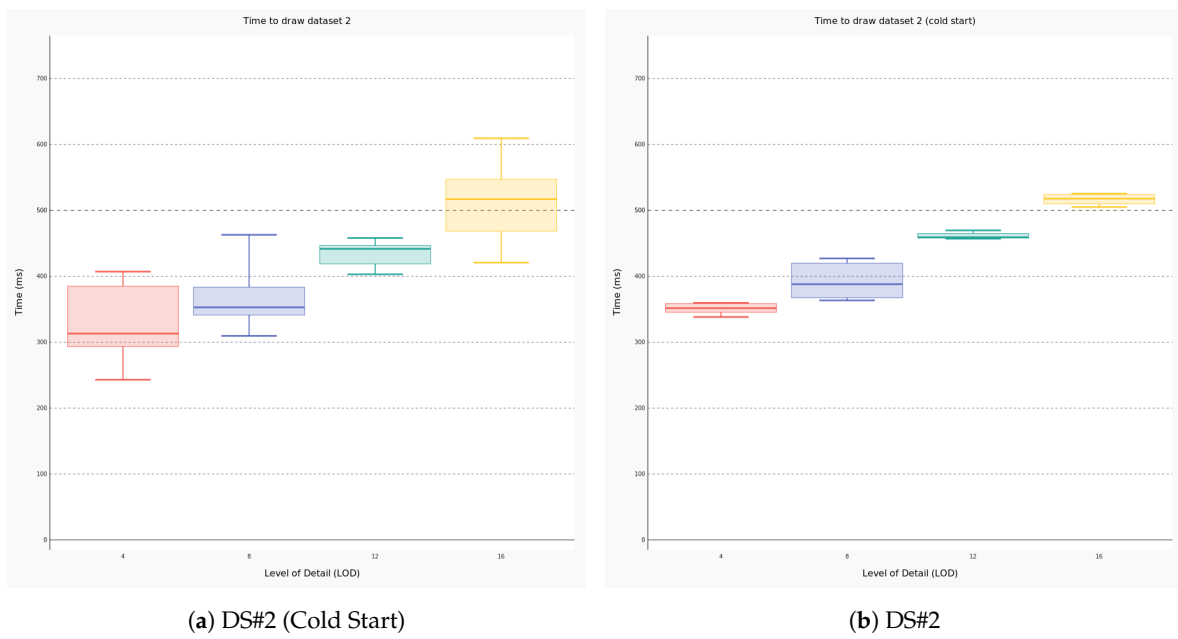 Time to draw dataset 2
700
600
500
400
300
200
100
0
Time (ms)
4 8 12 16
Level of Detail (LOD)
(a) DS#2 (Cold Start)
Time to draw dataset 2 (cold start)
700
600
500
400
300
200
100
0
Time (ms)
4 8 12 16
Level of Detail (LOD)
(b) DS#2